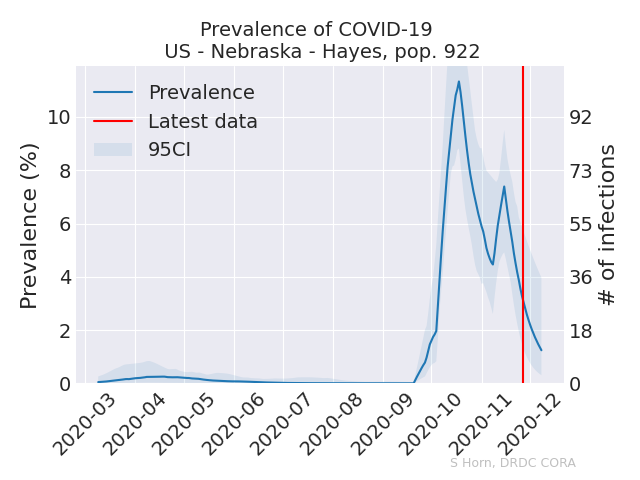 Prevalence of COVID-19
US - Nebraska - Hayes, pop. 922
Prevalence
Latest data
95CI
Prevalence (%)
10
8
6
4
2
0
92
73
55
36
18
0
# of infections
2020-03
2020-04
2020-05
2020-06
2020-07
2020-08
2020-09
2020-10
2020-11
2020-12
S Horn, DRDC CORA